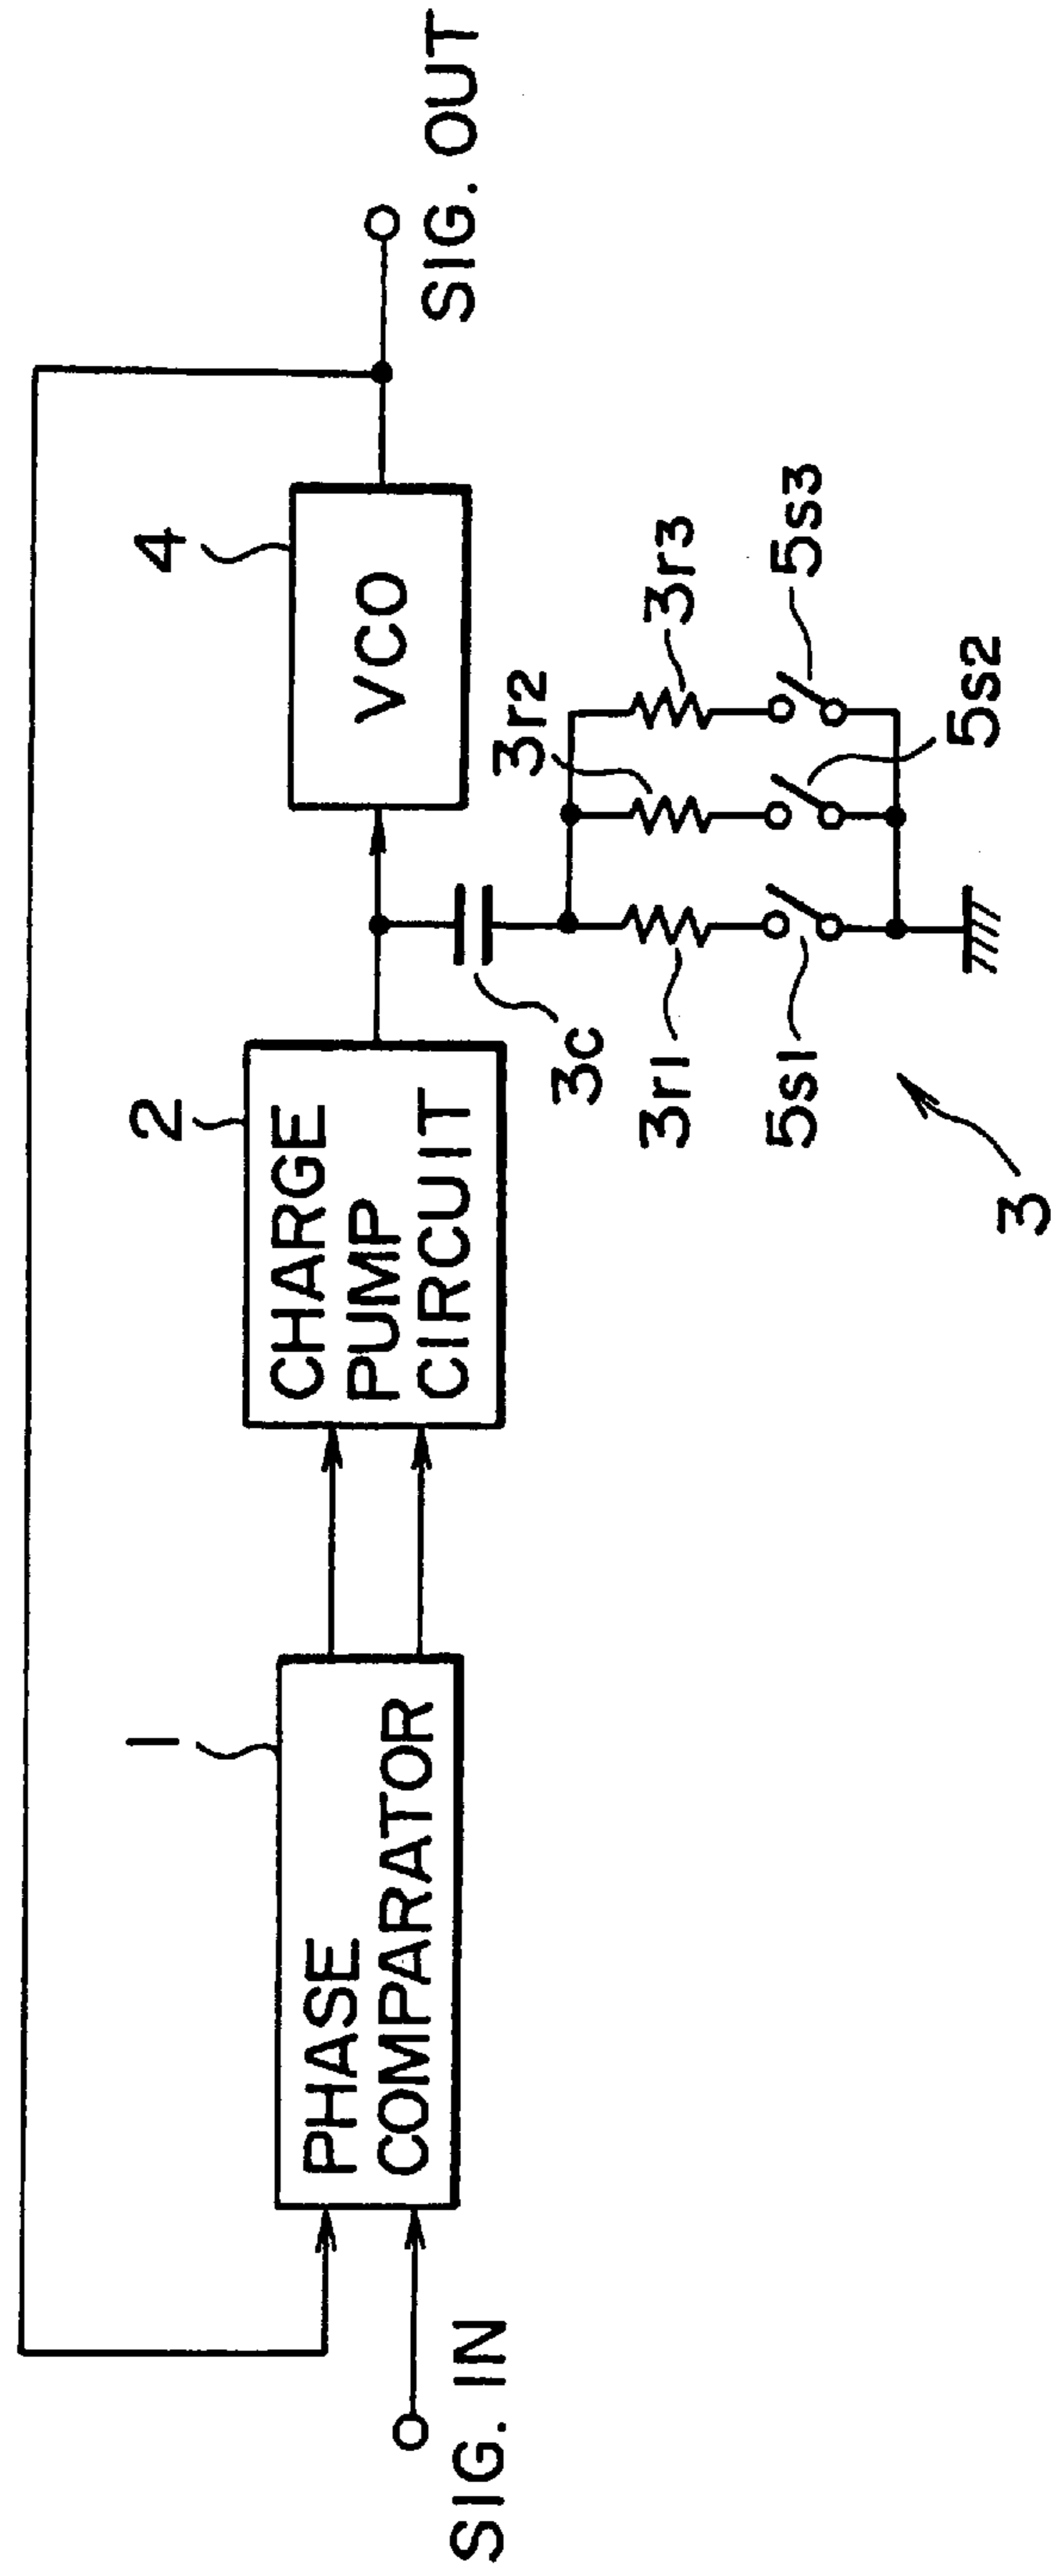 1
PHASE
COMPARATOR
2
CHARGE
PUMP
CIRCUIT
4
VCO
SIG. IN
SIG. OUT
3c
3r1
3r2
3r3
5s1
5s2
5s3
3